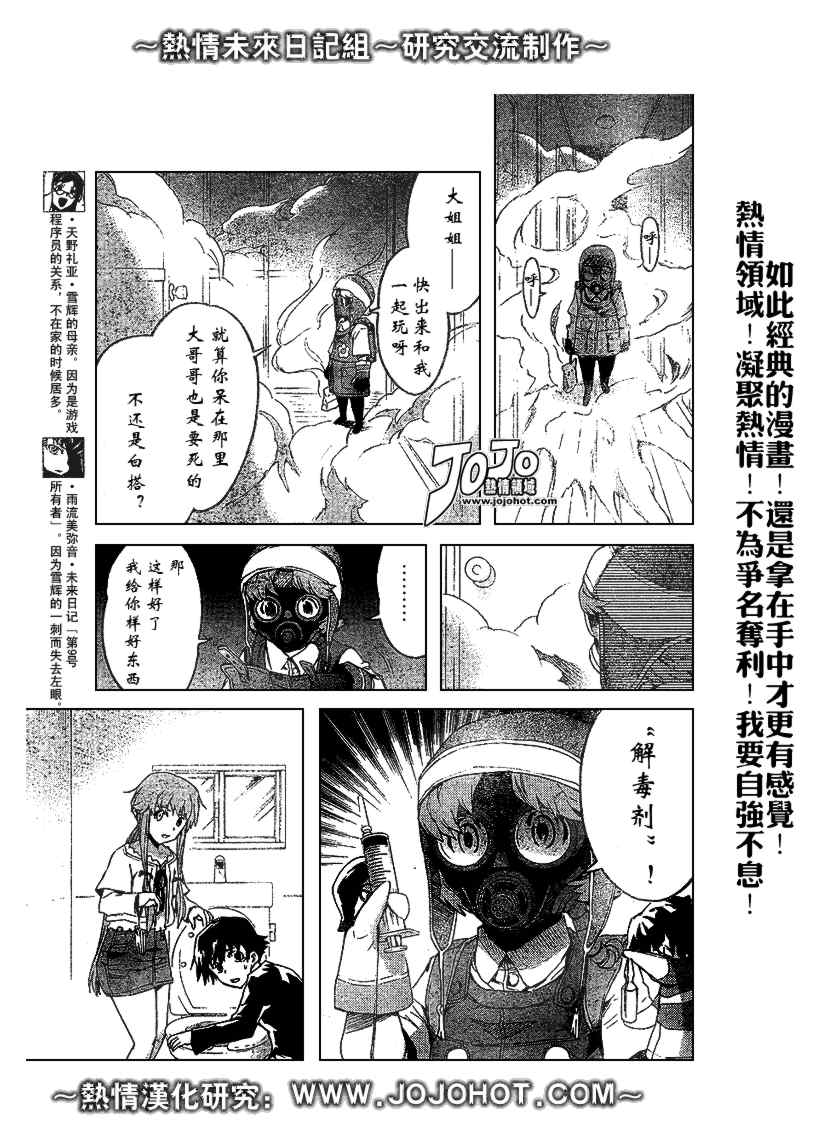 ～熱情未來日記組～研究交流制作～
如此經典的漫畫！還是拿在手中才更有感覺！
熱情領域！凝聚熱情！不為爭名奪利！我要自強不息！
呼—
呼—
大姐姐——
快出来和我
一起玩呀
就算你呆在那里
大哥哥也是要死的
不还是白搭？
JOJO
熱情領域
www.jojohot.com
・天野礼亚・雪辉的母亲。因为是游戏
程序员的关系，不在家的时候居多。
・雨流美弥音・未来日记「第9号
所有者」。因为雪辉的一刺而失去左眼。
………
那
这样好了
我给你样好东西
“解毒剂”！
～熱情漢化研究：WWW.JOJOHOT.COM～